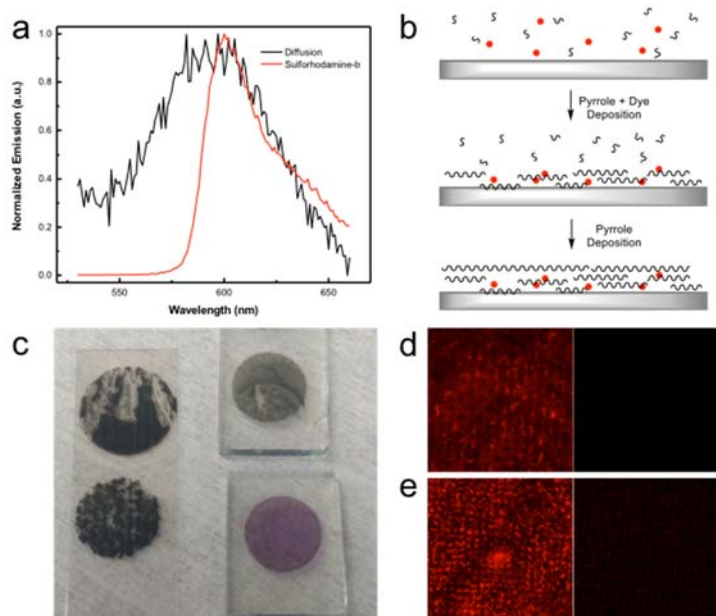 a
Normalized Emission (a.u.)
1.0
0.8
0.6
0.4
0.2
0.0
Diffusion
Sulforhodamine-b
550
600
650
Wavelength (nm)
b
Pyrrole + Dye
Deposition
Pyrrole
Deposition
c
d
e